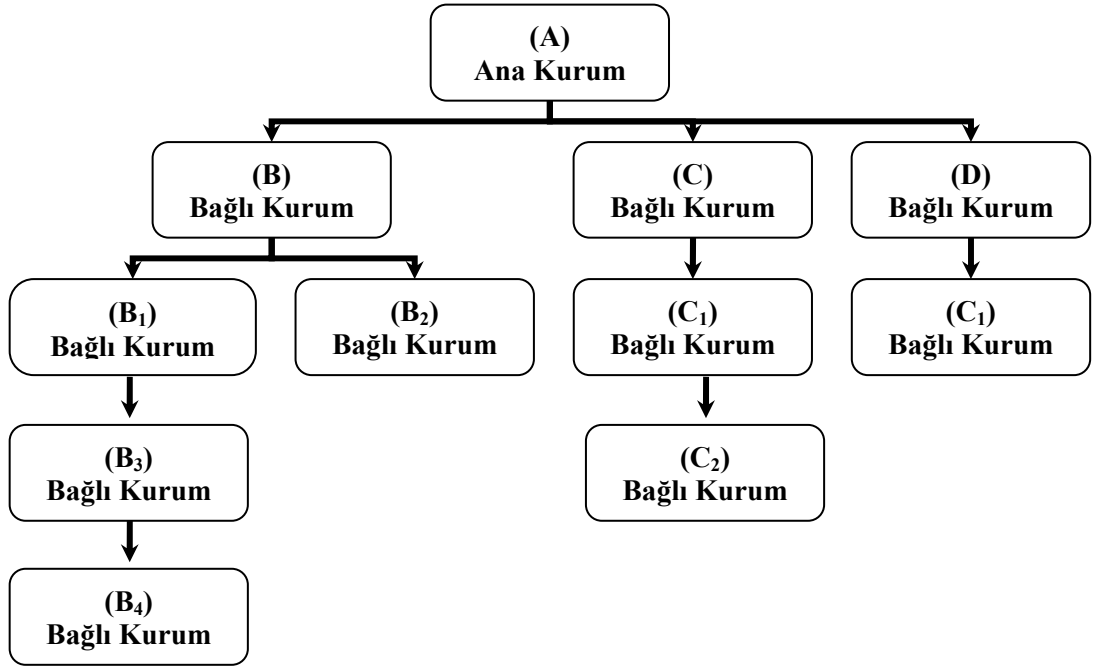 (A)
Ana Kurum
(B)
Bağlı Kurum
(C)
Bağlı Kurum
(D)
Bağlı Kurum
(B₁)
Bağlı Kurum
(B₂)
Bağlı Kurum
(C₁)
Bağlı Kurum
(C₁)
Bağlı Kurum
(B₃)
Bağlı Kurum
(C₂)
Bağlı Kurum
(B₄)
Bağlı Kurum